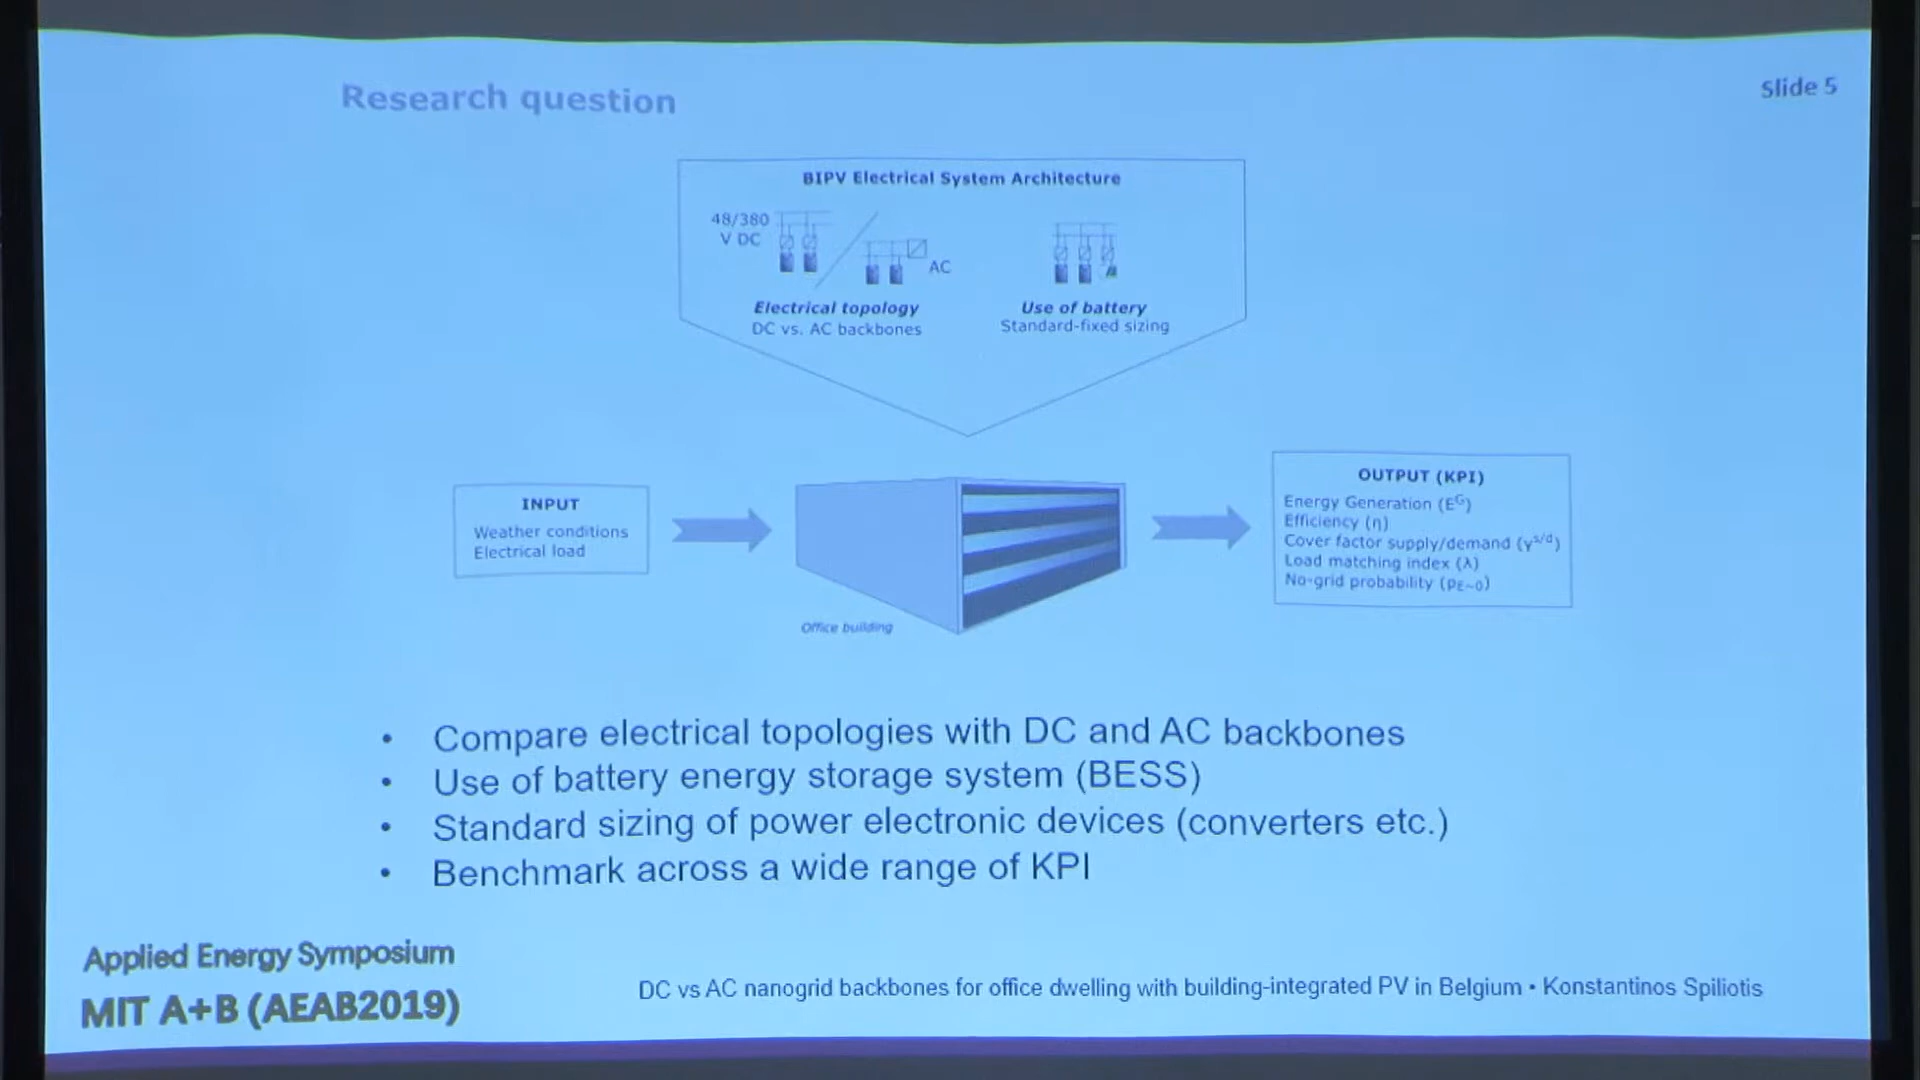 Research question
Slide 5
BIPV Electrical System Architecture
48/380
V DC
AC
Electrical topology
DC vs. AC backbones
Use of battery
Standard-fixed sizing
INPUT
Weather conditions
Electrical load
Office building
OUTPUT (KPI)
Energy Generation (Eᴳ)
Efficiency (η)
Cover factor supply/demand (γˢ/ᵈ)
Load matching index (λ)
No-grid probability (pE~0)
• Compare electrical topologies with DC and AC backbones
• Use of battery energy storage system (BESS)
• Standard sizing of power electronic devices (converters etc.)
• Benchmark across a wide range of KPI
Applied Energy Symposium
MIT A+B (AEAB2019)
DC vs AC nanogrid backbones for office dwelling with building-integrated PV in Belgium • Konstantinos Spiliotis